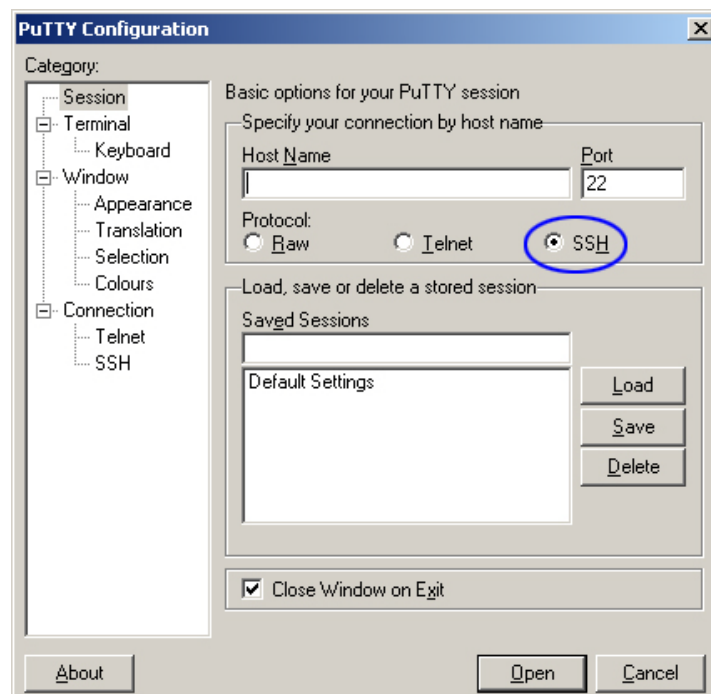 PuTTY Configuration
Category:
Session
Terminal
Keyboard
Window
Appearance
Translation
Selection
Colours
Connection
Telnet
SSH
Basic options for your PuTTY session
Specify your connection by host name
Host Name Port
22
Protocol:
Raw Telnet SSH
Load, save or delete a stored session
Saved Sessions
Default Settings
Load
Save
Delete
Close Window on Exit
About Open Cancel